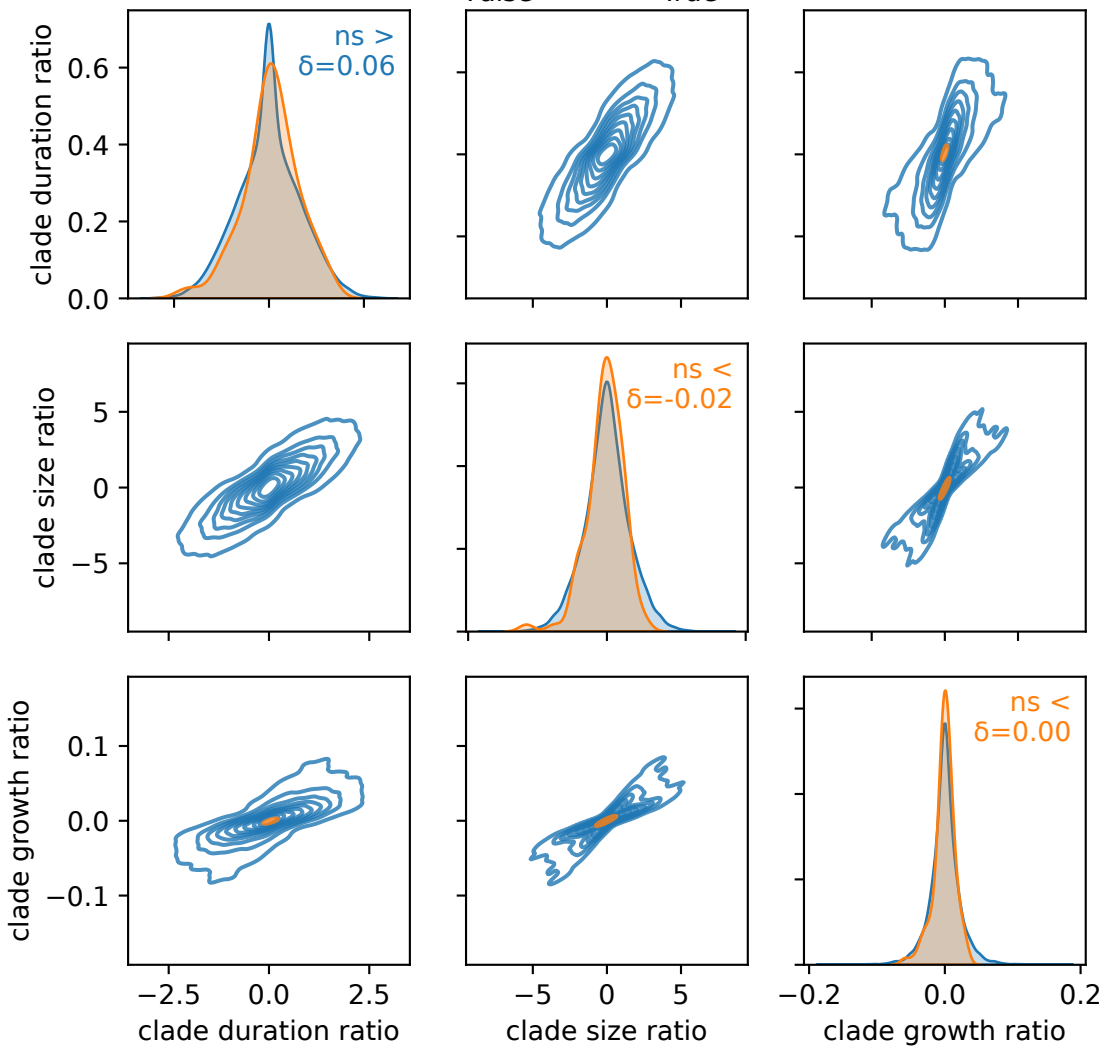 ns >
δ=0.06
clade duration ratio
0.6
0.4
0.2
0.0
−5
0
5
ns <
δ=-0.02
clade size ratio
5
0
−5
ns <
δ=0.00
clade growth ratio
0.1
0.0
−0.1
−2.5
0.0
2.5
−5
0
5
−0.2
0.0
0.2
clade duration ratio
clade size ratio
clade growth ratio